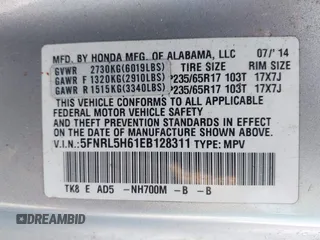 MFD. BY HONDA MFG. OF ALABAMA, LLC 07/'14
GVWR 2730KG(6019LBS) TIRE SIZE RIM SIZE
GAWR F 1320KG(2910LBS) P235/65R17 103T 17X7J
GAWR R 1515KG(3340LBS) P235/65R17 103T 17X7J
THIS VEHICLE CONFORMS TO ALL APPLICABLE
FEDERAL MOTOR VEHICLE SAFETY AND
THEFT PREVENTION STANDARDS IN EFFECT ON
THE DATE OF MANUFACTURE SHOWN ABOVE.
V.I.N.: 5FNRL5H61EB128311 TYPE: MPV
TK8 E AD5 -NH700M -B -B
DREAMBID